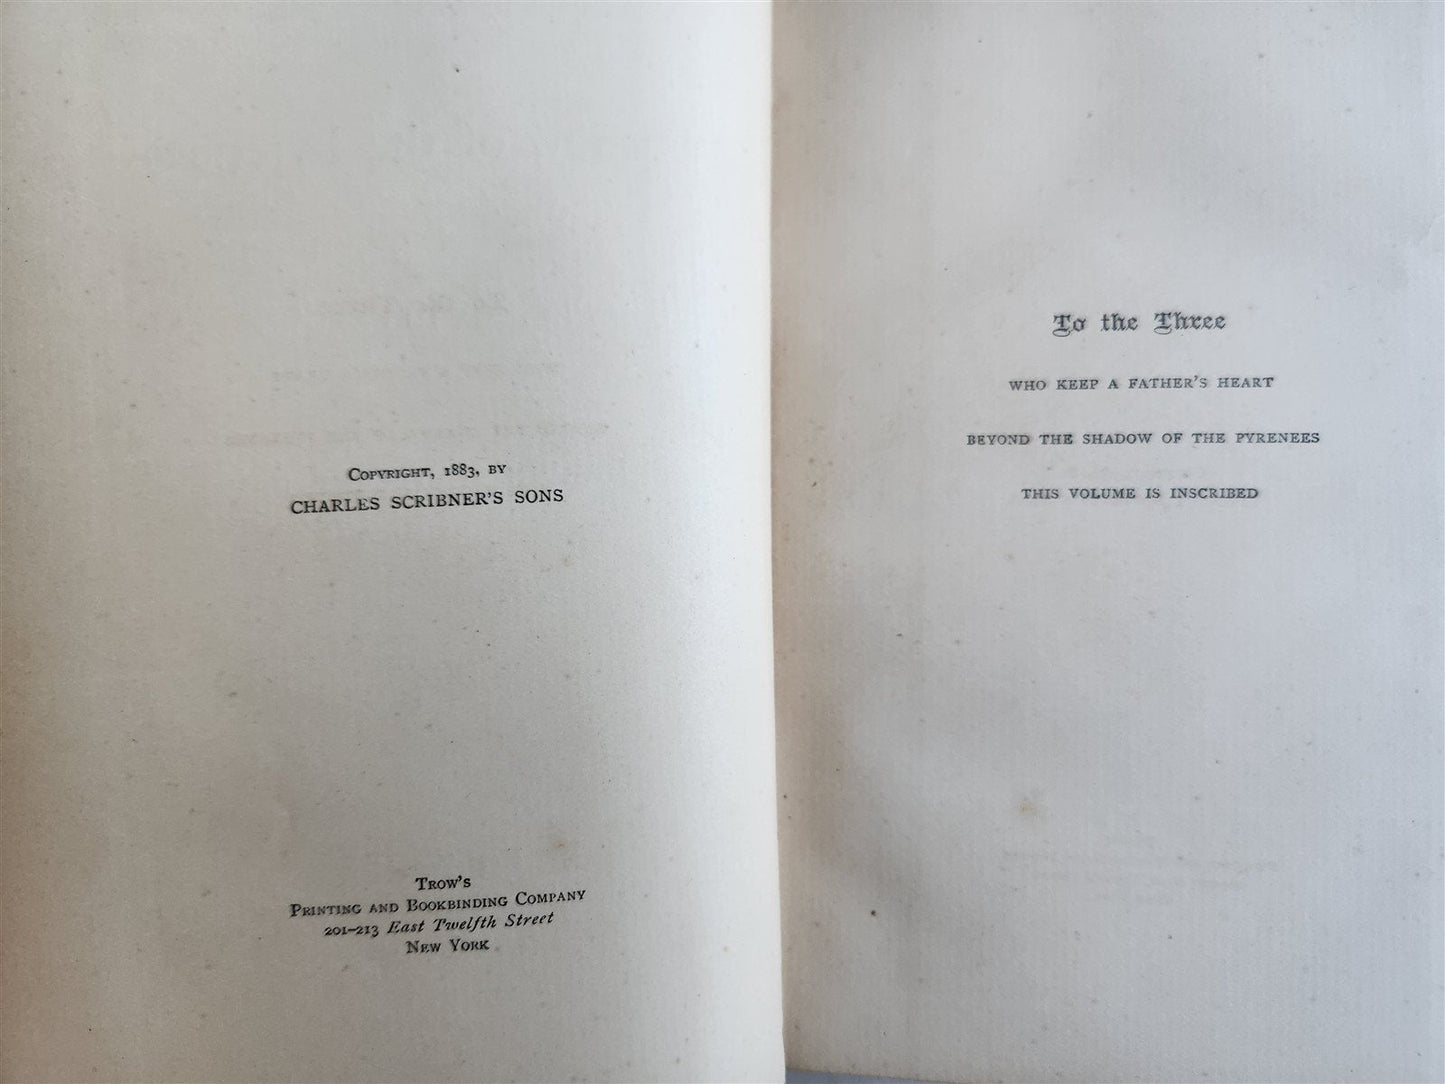 Copyright, 1883, by
CHARLES SCRIBNER'S SONS
Trow's
Printing and Bookbinding Company
201–213 East Twelfth Street
New York
To the Three
WHO KEEP A FATHER'S HEART
BEYOND THE SHADOW OF THE PYRENEES
THIS VOLUME IS INSCRIBED